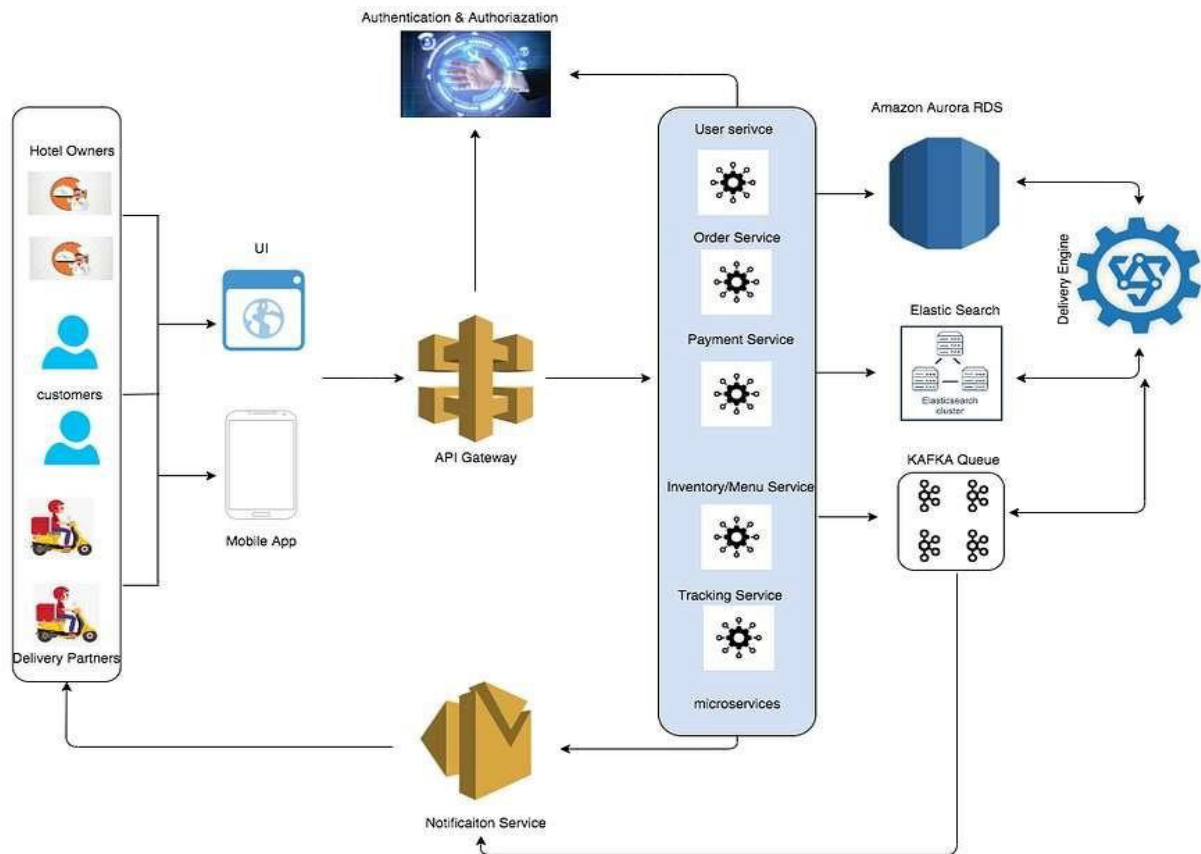 Authentication & Authoriazation
Hotel Owners
customers
Delivery Partners
UI
Mobile App
API Gateway
User serivce
Order Service
Payment Service
Inventory/Menu Service
Tracking Service
microservices
Amazon Aurora RDS
Elastic Search
Elasticsearch
cluster
KAFKA Queue
Delivery Engine
Notificaiton Service